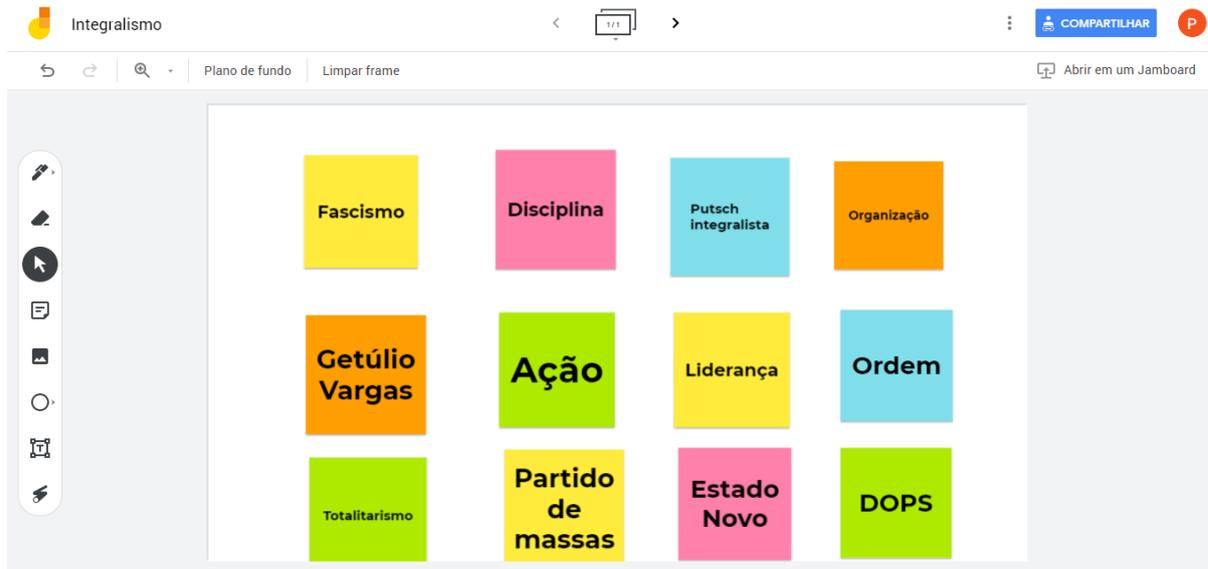 Integralismo
1/1
COMPARTILHAR
P
Plano de fundo
Limpar frame
Abrir em um Jamboard
Fascismo
Disciplina
Putsch
integralista
Organização
Getúlio
Vargas
Ação
Liderança
Ordem
Totalitarismo
Partido
de
massas
Estado
Novo
DOPS